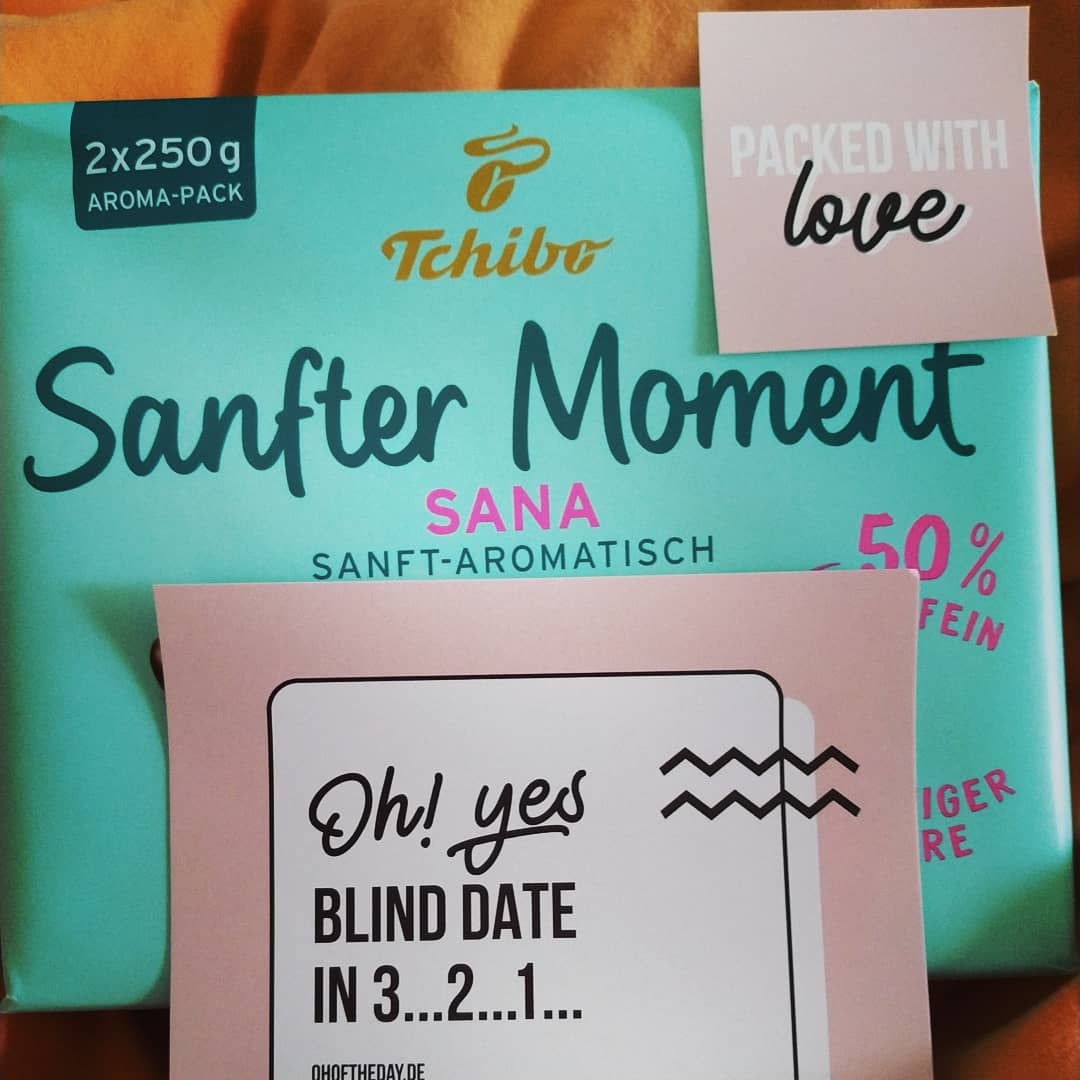 2x250g
AROMA-PACK
Tchibo
PACKED WITH
love
Sanfter Moment
SANA
SANFT-AROMATISCH
50%
FEIN
IGER
RE
Oh! yes
BLIND DATE
IN 3...2...1...
OHOFTHEDAY.DE